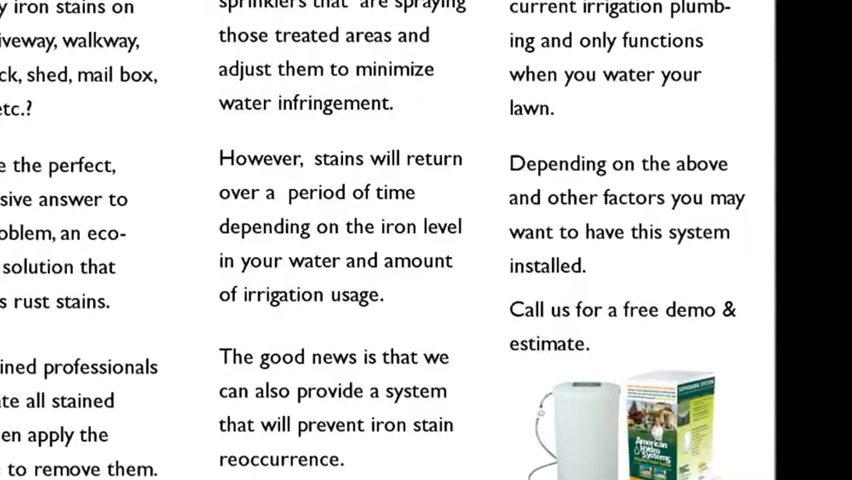 y iron stains on
iveway, walkway,
ck, shed, mail box,
etc.?
e the perfect,
sive answer to
oblem, an eco-
solution that
s rust stains.
ined professionals
te all stained
en apply the
to remove them.
sprinklers that are spraying
those treated areas and
adjust them to minimize
water infringement.
However, stains will return
over a period of time
depending on the iron level
in your water and amount
of irrigation usage.
The good news is that we
can also provide a system
that will prevent iron stain
reoccurrence.
current irrigation plumb-
ing and only functions
when you water your
lawn.
Depending on the above
and other factors you may
want to have this system
installed.
Call us for a free demo &
estimate.
American
Hydro
Systems